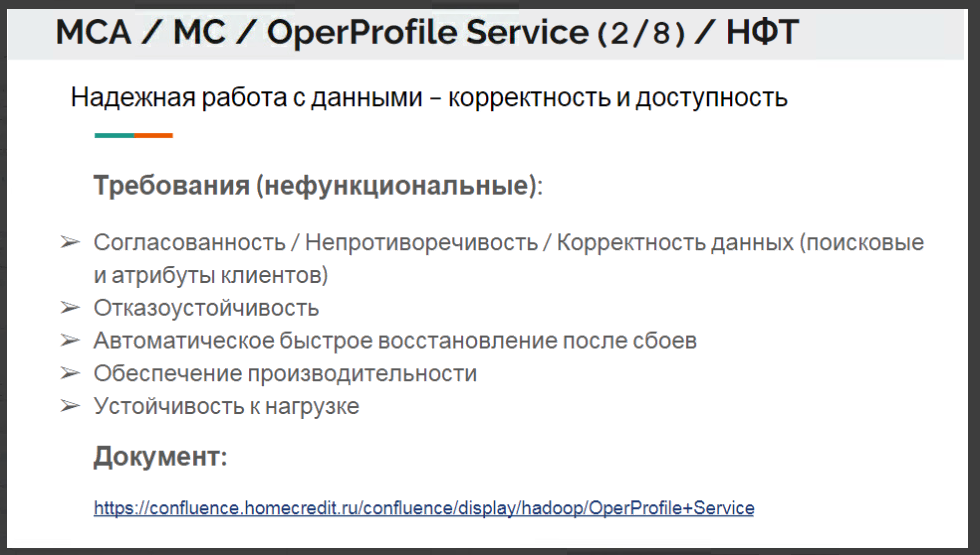 МСА / МС / OperProfile Service (2/8) / НФТ
Надежная работа с данными – корректность и доступность
Требования (нефункциональные):
➢ Согласованность / Непротиворечивость / Корректность данных (поисковые
и атрибуты клиентов)
➢ Отказоустойчивость
➢ Автоматическое быстрое восстановление после сбоев
➢ Обеспечение производительности
➢ Устойчивость к нагрузке
Документ:
https://confluence.homecredit.ru/confluence/display/hadoop/OperProfile+Service